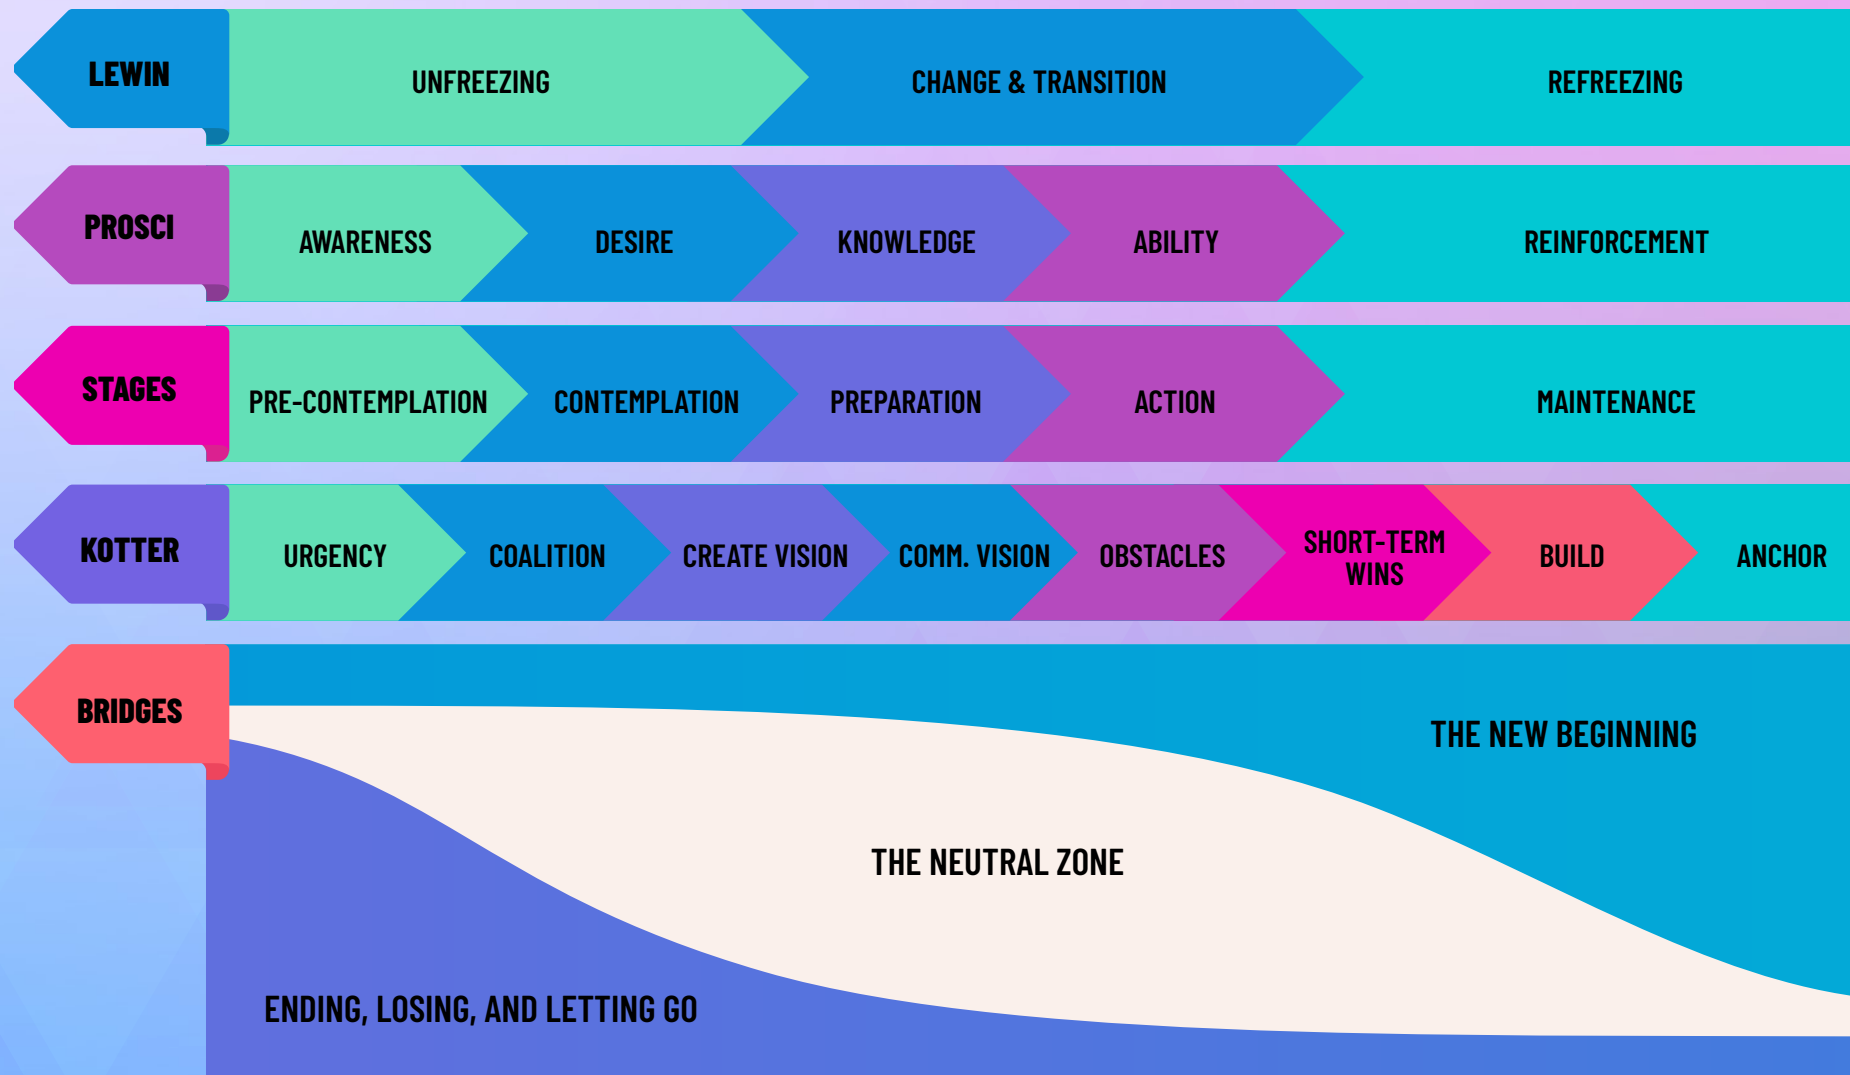 LEWIN
UNFREEZING
CHANGE & TRANSITION
REFREEZING
PROSCI
AWARENESS
DESIRE
KNOWLEDGE
ABILITY
REINFORCEMENT
STAGES
PRE-CONTEMPLATION
CONTEMPLATION
PREPARATION
ACTION
MAINTENANCE
KOTTER
URGENCY
COALITION
CREATE VISION
COMM. VISION
OBSTACLES
SHORT-TERM
WINS
BUILD
ANCHOR
BRIDGES
THE NEW BEGINNING
THE NEUTRAL ZONE
ENDING, LOSING, AND LETTING GO